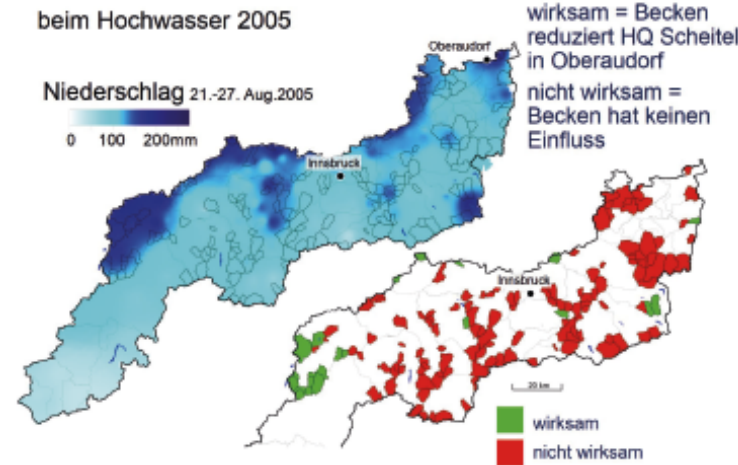 beim Hochwasser 2005
wirksam = Becken
reduziert HQ Scheitel
in Oberaudorf
nicht wirksam =
Becken hat keinen
Einfluss
Oberaudorf
Niederschlag 21.-27. Aug.2005
0 100 200mm
Innsbruck
Innsbruck
20 km
wirksam
nicht wirksam